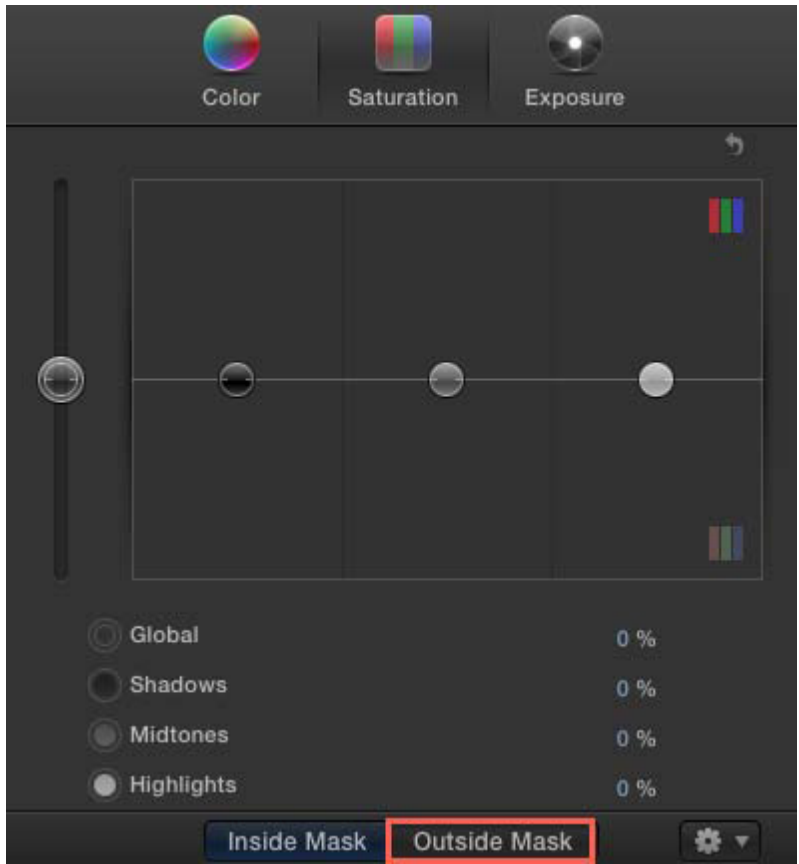 Color Saturation Exposure
Global 0 %
Shadows 0 %
Midtones 0 %
Highlights 0 %
Inside Mask Outside Mask